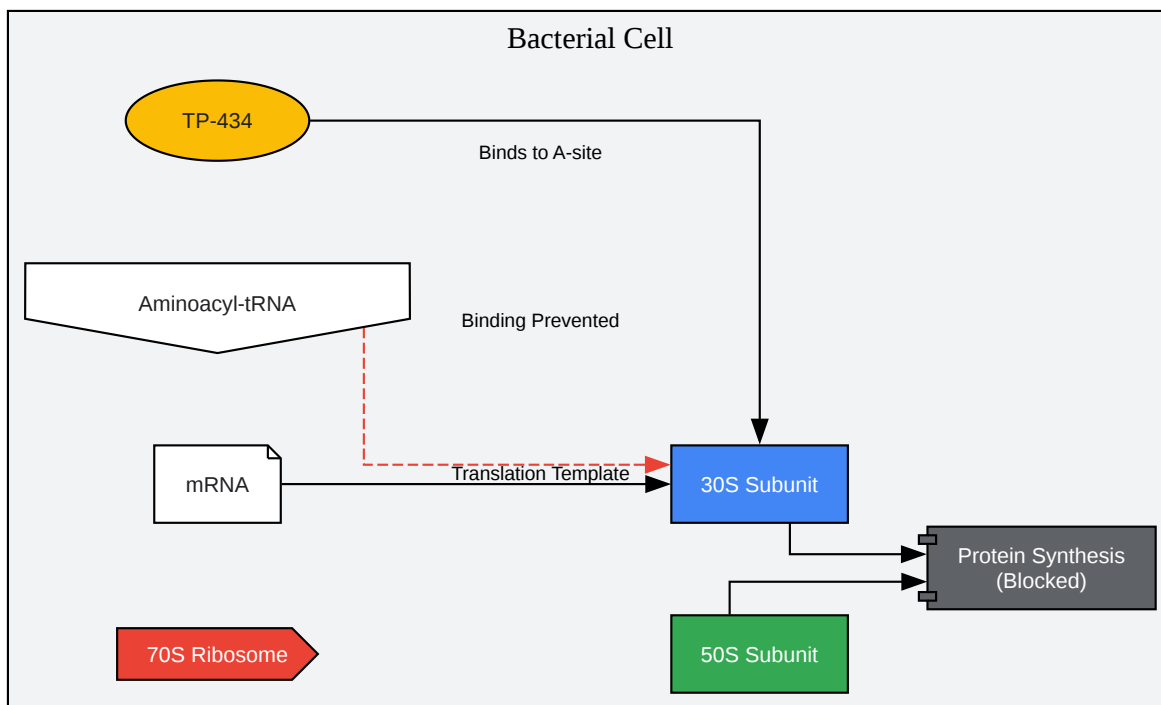 Bacterial Cell
TP-434
Binds to A-site
Aminoacyl-tRNA
Binding Prevented
mRNA
Translation Template
30S Subunit
Protein Synthesis
(Blocked)
70S Ribosome
50S Subunit